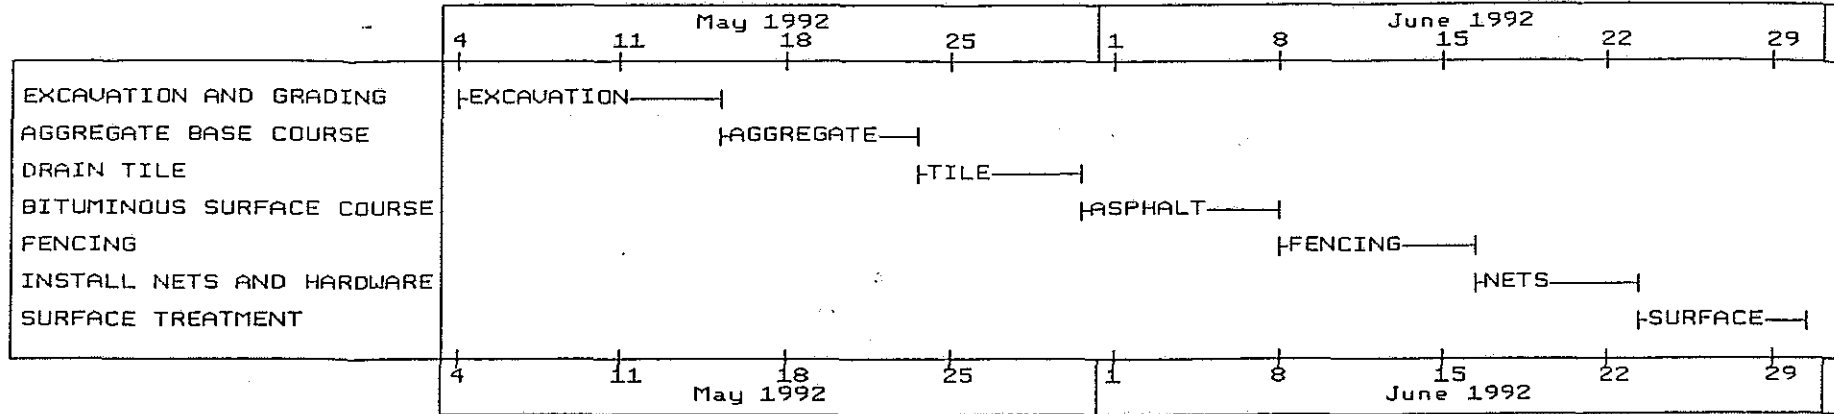 May 1992 June 1992
4 11 18 25 1 8 15 22 29
EXCAVATION AND GRADING EXCAVATION
AGGREGATE BASE COURSE AGGREGATE
DRAIN TILE TILE
BITUMINOUS SURFACE COURSE ASPHALT
FENCING FENCING
INSTALL NETS AND HARDWARE NETS
SURFACE TREATMENT SURFACE
4 11 18 25 1 8 15 22 29
May 1992 June 1992